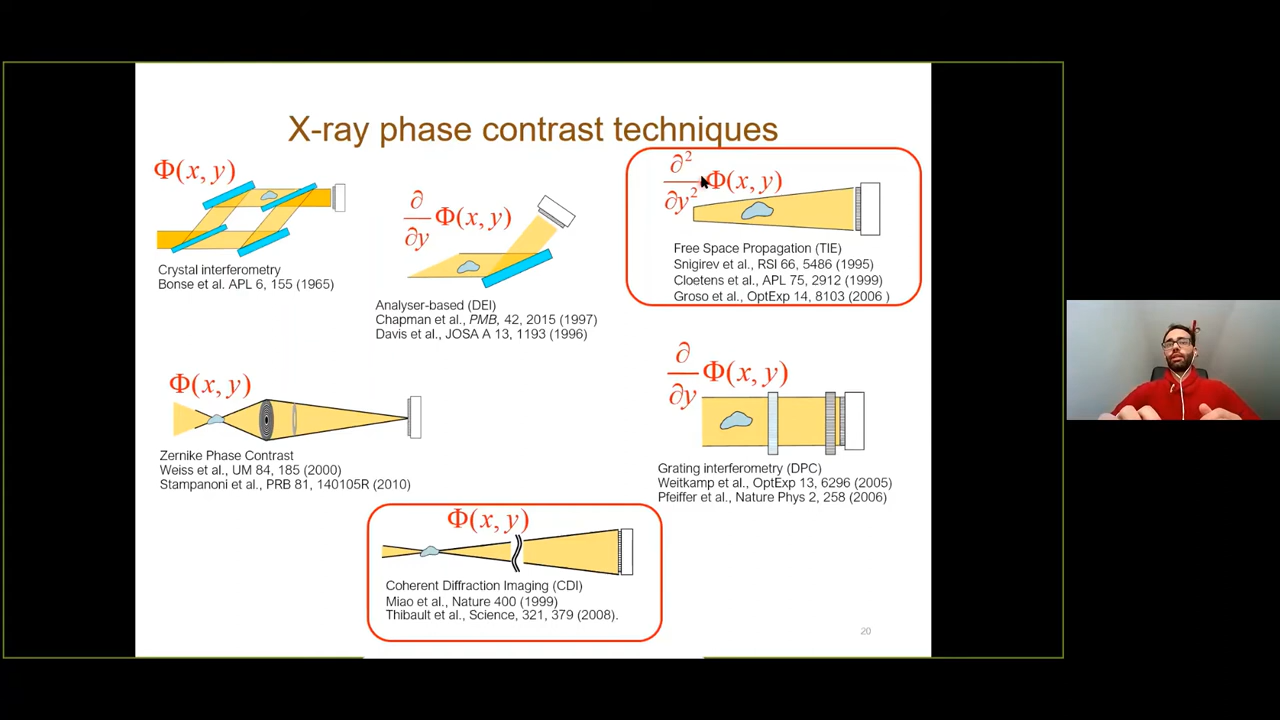 X-ray phase contrast techniques
Φ(x, y)
Crystal interferometry
Bonse et al. APL 6, 155 (1965)
∂/∂y Φ(x, y)
Analyser-based (DEI)
Chapman et al., PMB, 42, 2015 (1997)
Davis et al., JOSA A 13, 1193 (1996)
∂²/∂y² Φ(x, y)
Free Space Propagation (TIE)
Snigirev et al., RSI 66, 5486 (1995)
Cloetens et al., APL 75, 2912 (1999)
Groso et al., OptExp 14, 8103 (2006 )
Φ(x, y)
Zernike Phase Contrast
Weiss et al., UM 84, 185 (2000)
Stampanoni et al., PRB 81, 140105R (2010)
∂/∂y Φ(x, y)
Grating interferometry (DPC)
Weitkamp et al., OptExp 13, 6296 (2005)
Pfeiffer et al., Nature Phys 2, 258 (2006)
Φ(x, y)
Coherent Diffraction Imaging (CDI)
Miao et al., Nature 400 (1999)
Thibault et al., Science, 321, 379 (2008).
20